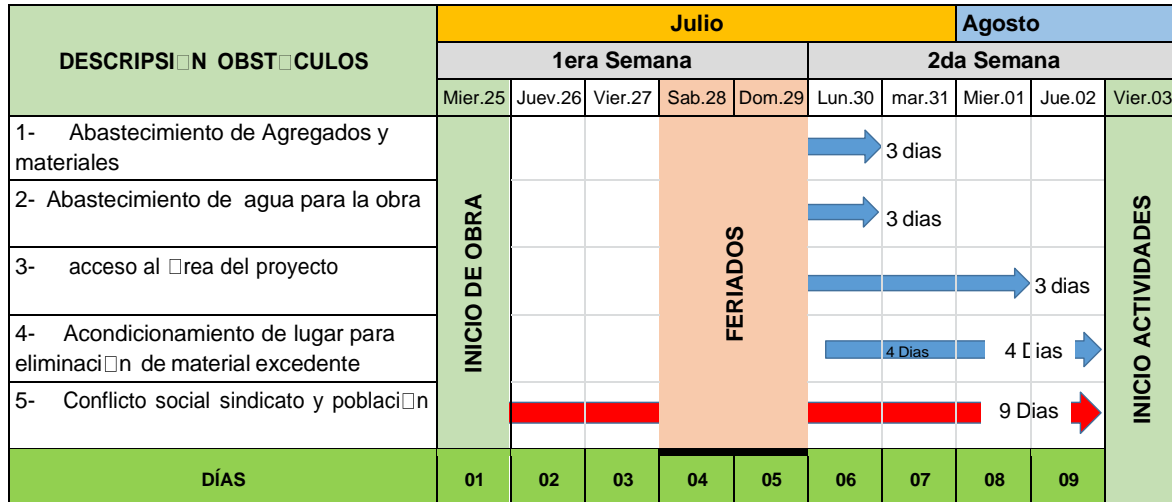 DESCRIPSI□N OBST□CULOS
Julio
Agosto
1era Semana
2da Semana
Mier.25
Juev.26
Vier.27
Sab.28
Dom.29
Lun.30
mar.31
Mier.01
Jue.02
Vier.03
1- Abastecimiento de Agregados y
materiales
3 dias
2- Abastecimiento de agua para la obra
3 dias
3- acceso al □rea del proyecto
3 dias
4- Acondicionamiento de lugar para
eliminaci□n de material excedente
4 Dias
4 Dias
5- Conflicto social sindicato y poblaci□n
9 Dias
INICIO DE OBRA
FERIADOS
INICIO ACTIVIDADES
DÍAS
01
02
03
04
05
06
07
08
09